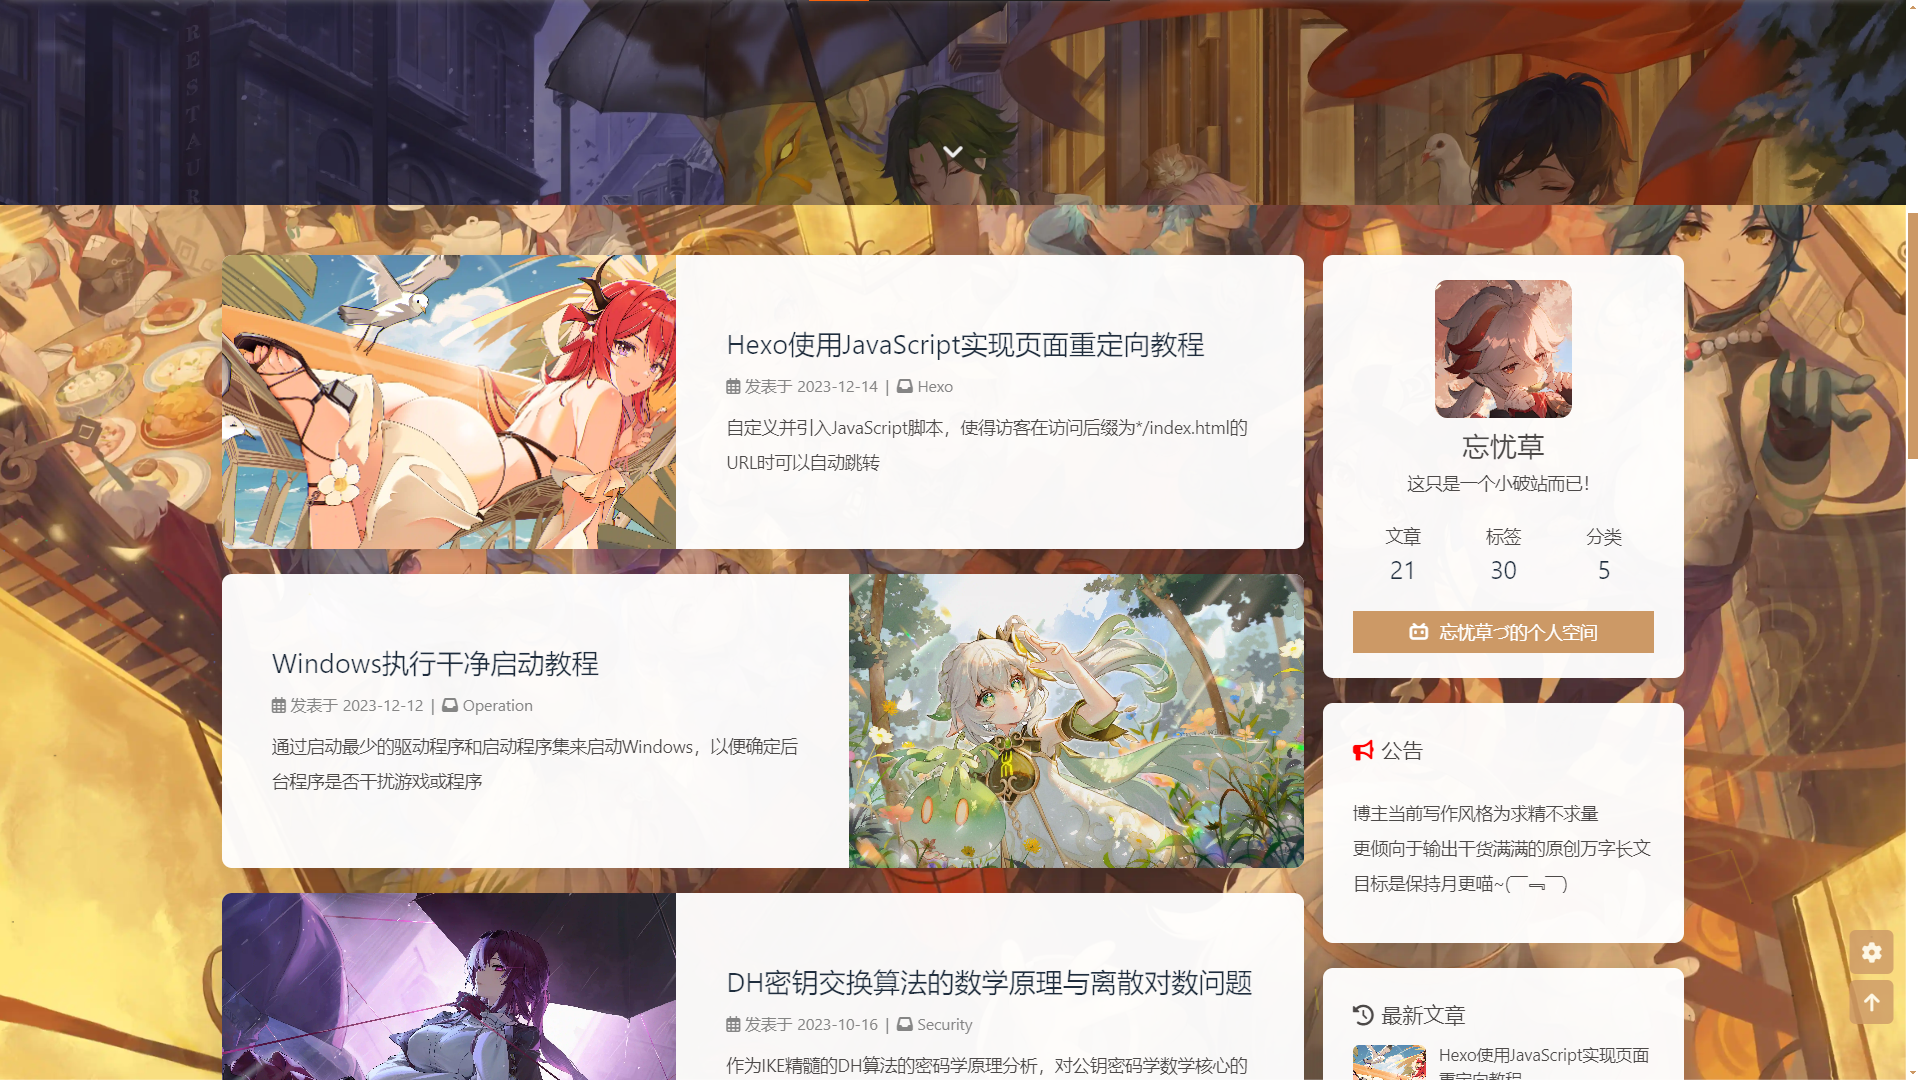 RESTAUR
Hexo使用JavaScript实现页面重定向教程
发表于 2023-12-14 | Hexo
自定义并引入JavaScript脚本，使得访客在访问后缀为*/index.html的
URL时可以自动跳转
Windows执行干净启动教程
发表于 2023-12-12 | Operation
通过启动最少的驱动程序和启动程序集来启动Windows，以便确定后
台程序是否干扰游戏或程序
DH密钥交换算法的数学原理与离散对数问题
发表于 2023-10-16 | Security
作为IKE精髓的DH算法的密码学原理分析，对公钥密码学数学核心的
忘忧草
这只是一个小破站而已！
文章 标签 分类
21 30 5
忘忧草づ的个人空间
公告
博主当前写作风格为求精不求量
更倾向于输出干货满满的原创万字长文
目标是保持月更喵~(￣﹃￣)
最新文章
Hexo使用JavaScript实现页面
重定向教程